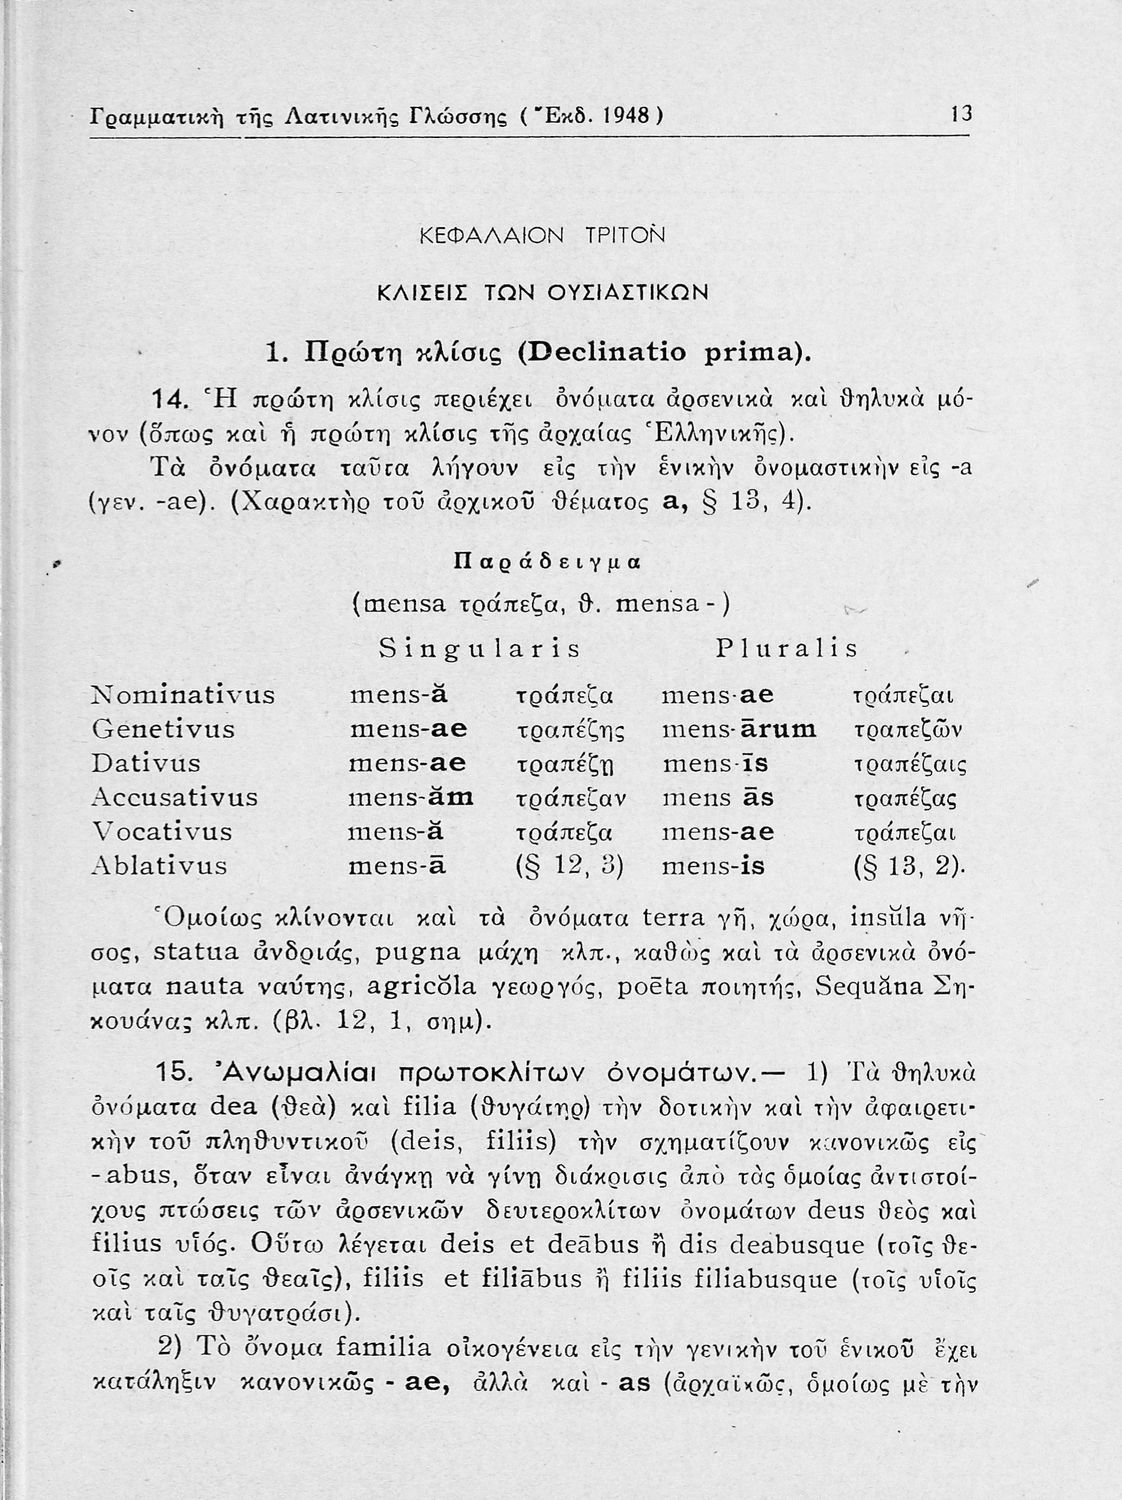 Γραμματικὴ τῆς Λατινικῆς Γλώσσης (Ἔκδ. 1948) 13
ΚΕΦΑΛΑΙΟΝ ΤΡΙΤΟΝ
ΚΛΙΣΕΙΣ ΤΩΝ ΟΥΣΙΑΣΤΙΚΩΝ
1. Πρώτη κλίσις (Declinatio prima).
14. Ἡ πρώτη κλίσις περιέχει ὀνόματα ἀρσενικὰ καὶ θηλυκὰ μό-
νον (ὅπως καὶ ἡ πρώτη κλίσις τῆς ἀρχαίας Ἑλληνικῆς).
Τὰ ὀνόματα ταῦτα λήγουν εἰς τὴν ἑνικὴν ὀνομαστικὴν εἰς -a
(γεν. -ae). (Χαρακτὴρ τοῦ ἀρχικοῦ θέματος a, § 13, 4).
Παράδειγμα
(mensa τράπεζα, θ. mensa-)
Singularis Pluralis
Nominativus mens-ă τράπεζα mens-ae τράπεζαι
Genetivus mens-ae τραπέζης mens-ārum τραπεζῶν
Dativus mens-ae τραπέζῃ mens-īs τραπέζαις
Accusativus mens-ăm τράπεζαν mens ās τραπέζας
Vocativus mens-ă τράπεζα mens-ae τράπεζαι
Ablativus mens-ā (§ 12, 3) mens-is (§ 13, 2).
Ὁμοίως κλίνονται καὶ τὰ ὀνόματα terra γῆ, χώρα, insŭla νῆ-
σος, statua ἀνδριάς, pugna μάχη κλπ., καθὼς καὶ τὰ ἀρσενικὰ ὀνό-
ματα nauta ναύτης, agricŏla γεωργός, poēta ποιητής, Sequăna Ση-
κουάνας κλπ. (βλ. 12, 1, σημ).
15. Ἀνωμαλίαι πρωτοκλίτων ὀνομάτων.— 1) Τὰ θηλυκὰ
ὀνόματα dea (θεὰ) καὶ filia (θυγάτηρ) τὴν δοτικὴν καὶ τὴν ἀφαιρετι-
κὴν τοῦ πληθυντικοῦ (deis, filiis) τὴν σχηματίζουν κανονικῶς εἰς
-abus, ὅταν εἶναι ἀνάγκη νὰ γίνῃ διάκρισις ἀπὸ τὰς ὁμοίας ἀντιστοί-
χους πτώσεις τῶν ἀρσενικῶν δευτεροκλίτων ὀνομάτων deus θεὸς καὶ
filius υἱός. Οὕτω λέγεται deis et deābus ἢ dis deabusque (τοῖς θε-
οῖς καὶ ταῖς θεαῖς), filiis et filiābus ἢ filiis filiabusque (τοῖς υἱοῖς
καὶ ταῖς θυγατράσι).
2) Τὸ ὄνομα familia οἰκογένεια εἰς τὴν γενικὴν τοῦ ἑνικοῦ ἔχει
κατάληξιν κανονικῶς - ae, ἀλλὰ καὶ - as (ἀρχαϊκῶς, ὁμοίως μὲ τὴν